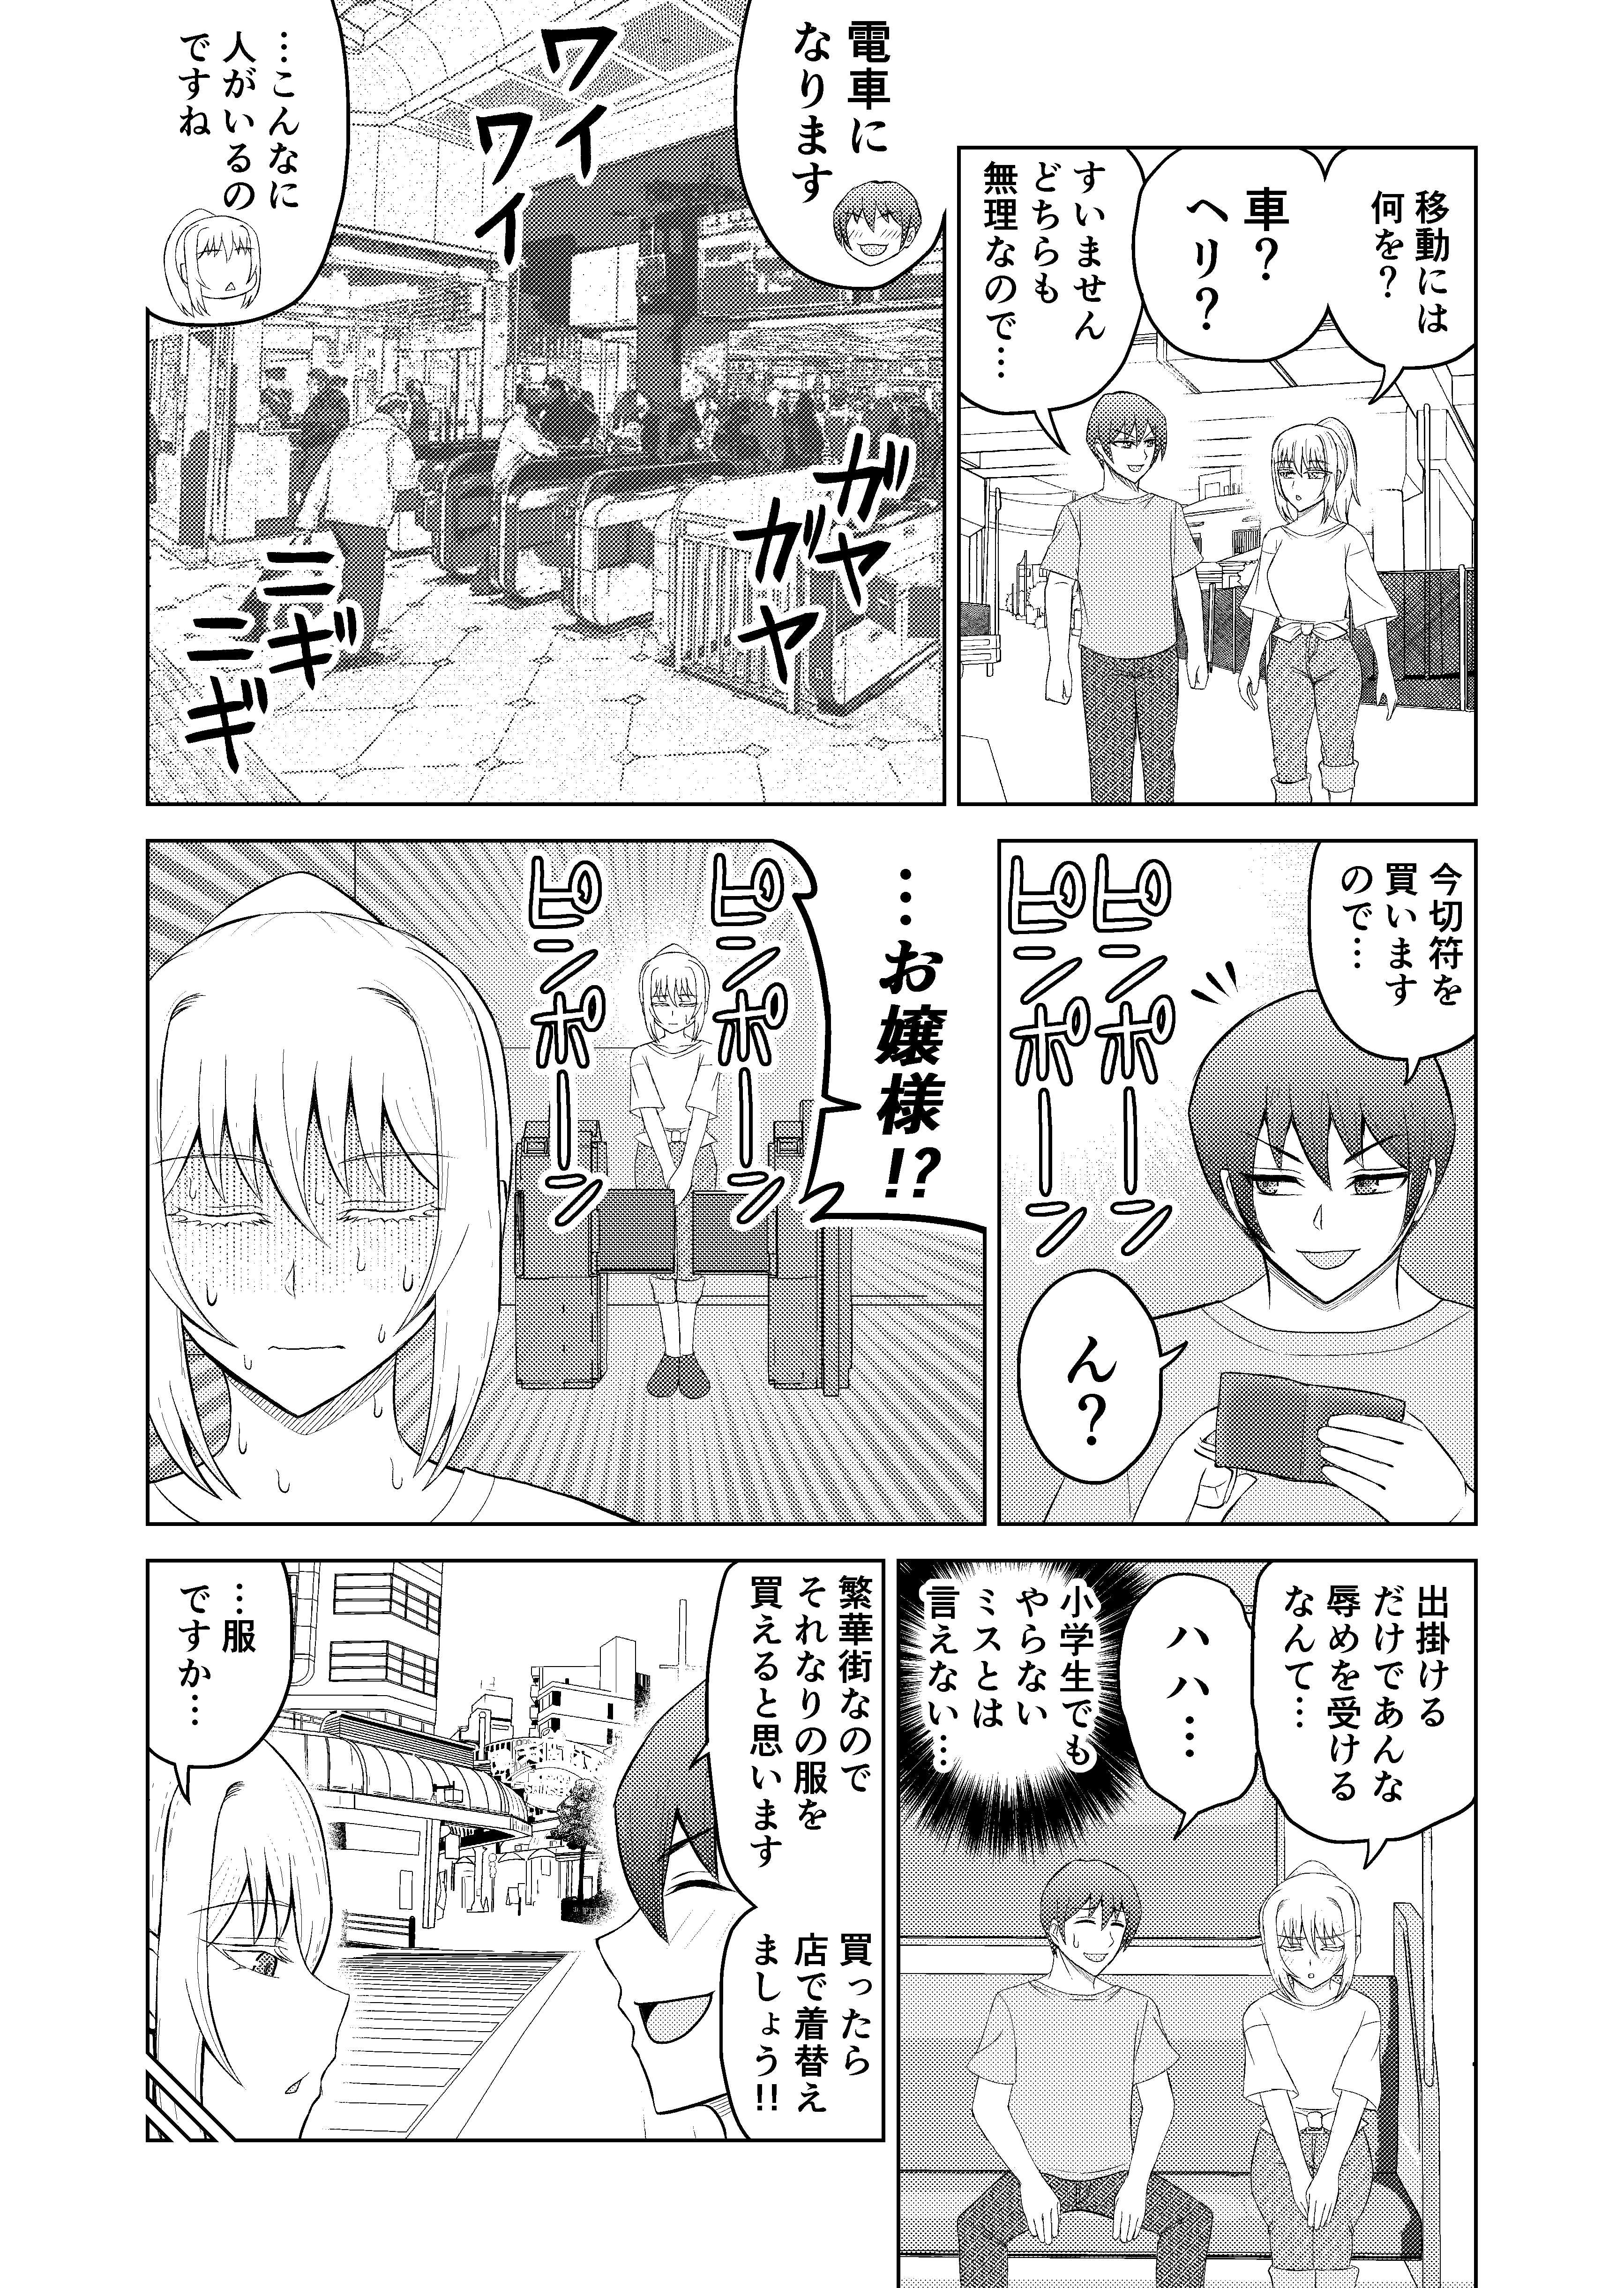 移動には
何を？
車？
ヘリ？
すいません
どちらも
無理なので…
電車に
なります
ワイ
ワイ
…こんなに
人がいるの
ですね
ガヤ
ガヤ
ニギ
ニギ
今切符を
買います
ので…
ピンポーン
ピンポーン
ん？
…お嬢様!?
ピンポーン
ピンポーン
出掛ける
だけであんな
辱めを受ける
なんて…
ハハ…
小学生でも
やらない
ミスとは
言えない…
繁華街なので
それなりの服を
買えると思います
買ったら
店で着替え
ましょう!!
…服
ですか…